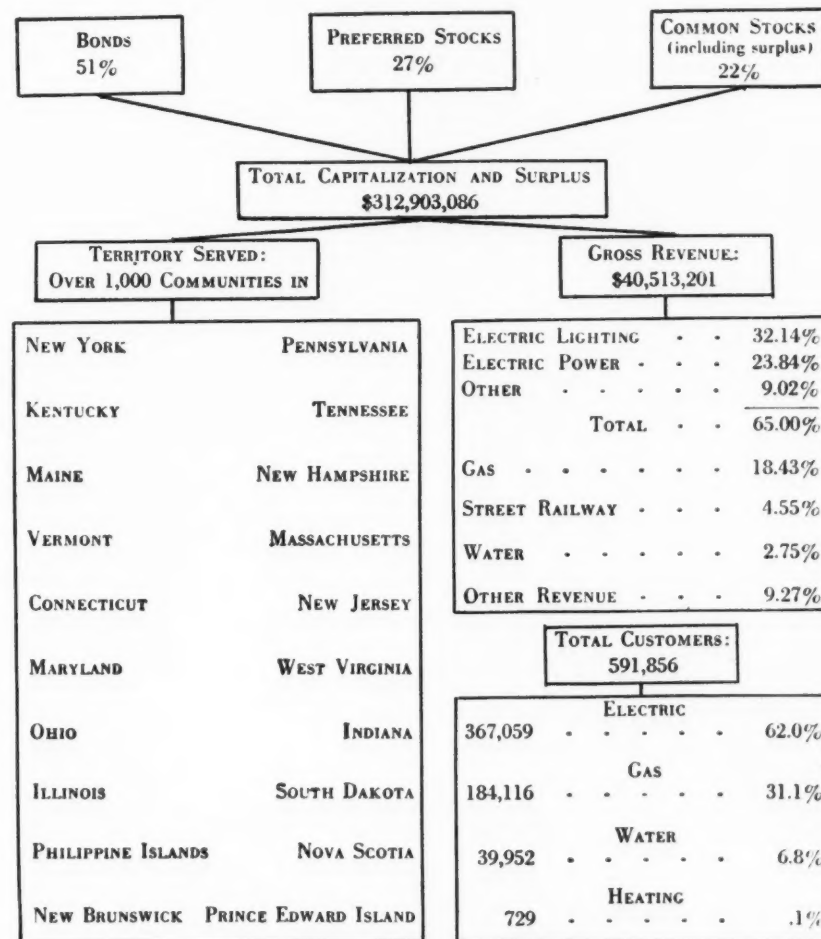 BONDS
51%
PREFERRED STOCKS
27%
COMMON STOCKS
(including surplus)
22%
TOTAL CAPITALIZATION AND SURPLUS
$312,903,086
TERRITORY SERVED:
OVER 1,000 COMMUNITIES IN
NEW YORK PENNSYLVANIA
KENTUCKY TENNESSEE
MAINE NEW HAMPSHIRE
VERMONT MASSACHUSETTS
CONNECTICUT NEW JERSEY
MARYLAND WEST VIRGINIA
OHIO INDIANA
ILLINOIS SOUTH DAKOTA
PHILIPPINE ISLANDS NOVA SCOTIA
NEW BRUNSWICK PRINCE EDWARD ISLAND
GROSS REVENUE:
$40,513,201
ELECTRIC LIGHTING - - 32.14%
ELECTRIC POWER - - - 23.84%
OTHER - - - - - 9.02%
TOTAL - - 65.00%
GAS - - - - - - 18.43%
STREET RAILWAY - - - 4.55%
WATER - - - - - 2.75%
OTHER REVENUE - - - 9.27%
TOTAL CUSTOMERS:
591,856
ELECTRIC
367,059 - - - - - 62.0%
GAS
184,116 - - - - - 31.1%
WATER
39,952 - - - - - 6.8%
HEATING
729 - - - - - .1%